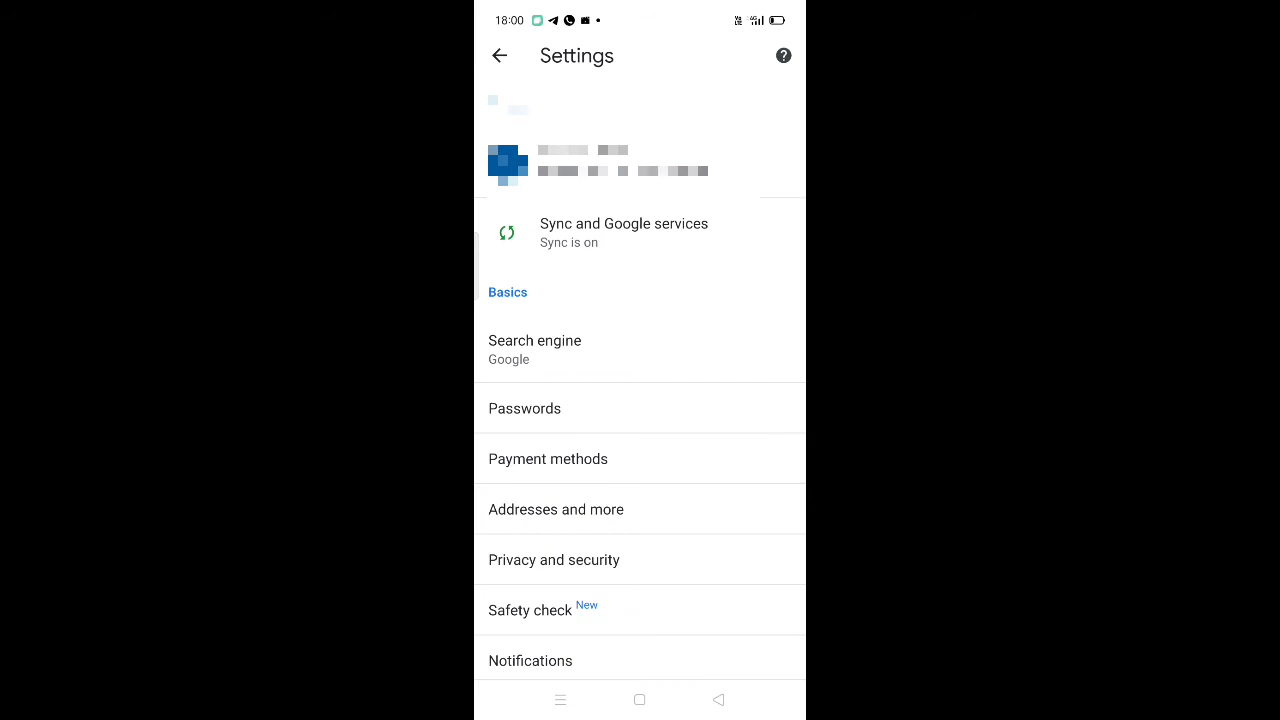 18:00
Settings
Sync and Google services
Sync is on
Basics
Search engine
Google
Passwords
Payment methods
Addresses and more
Privacy and security
Safety check New
Notifications